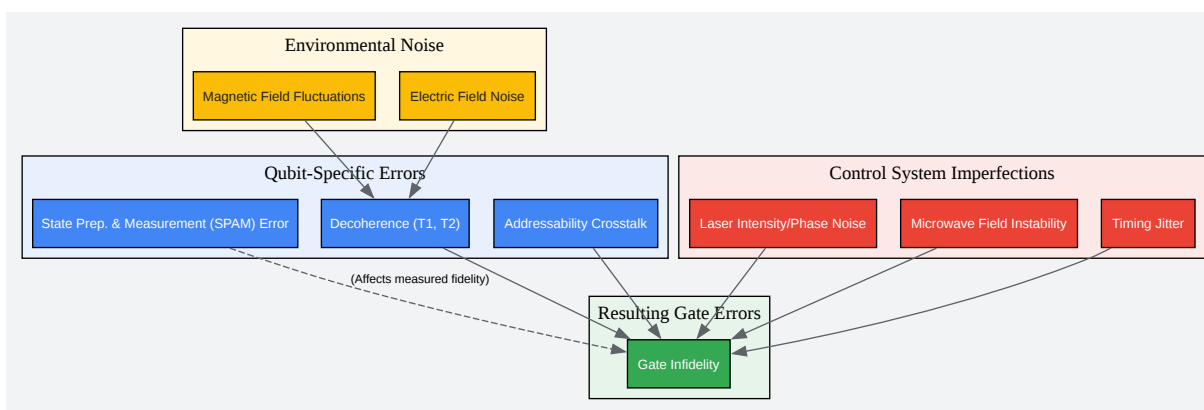 Environmental Noise
Magnetic Field Fluctuations
Electric Field Noise
Qubit-Specific Errors
State Prep. & Measurement (SPAM) Error
Decoherence (T1, T2)
Addressability Crosstalk
Control System Imperfections
Laser Intensity/Phase Noise
Microwave Field Instability
Timing Jitter
(Affects measured fidelity)
Resulting Gate Errors
Gate Infidelity